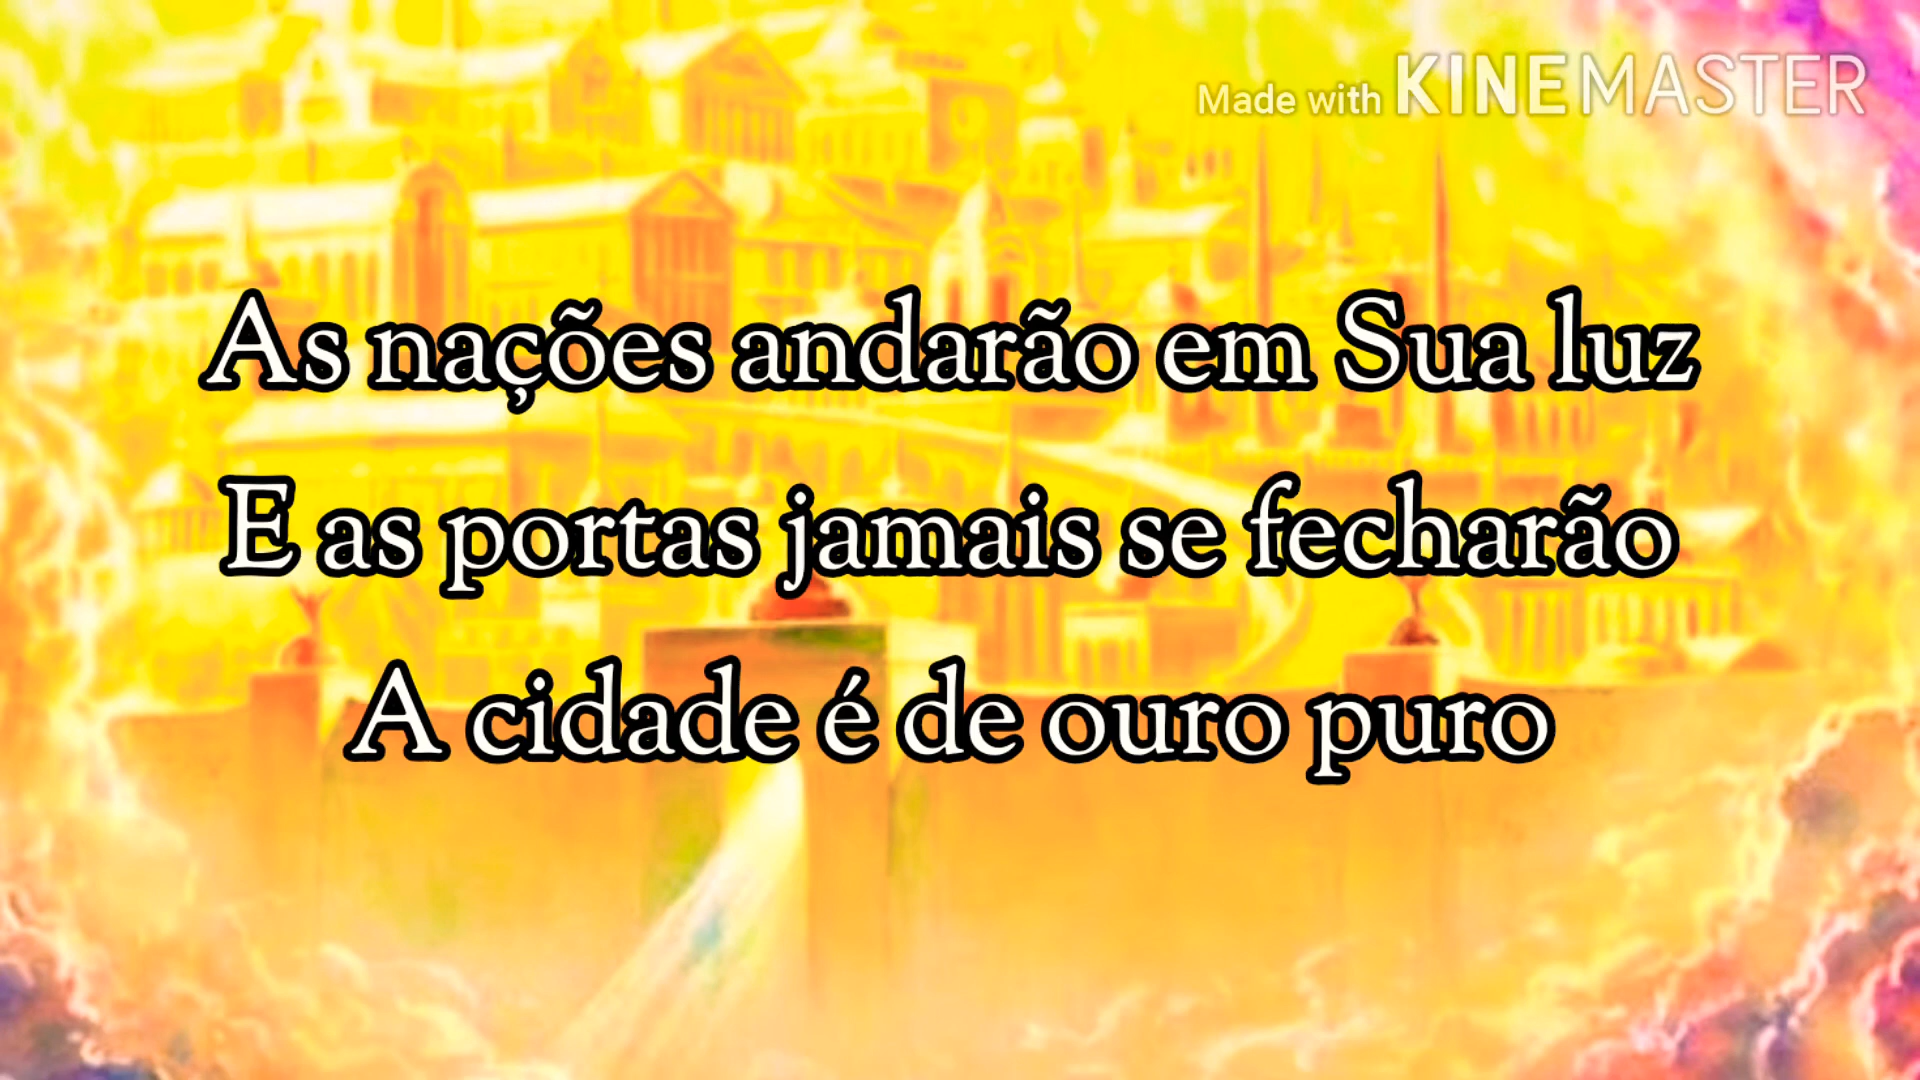 Made with KINEMASTER
As nações andarão em Sua luz
E as portas jamais se fecharão
A cidade é de ouro puro